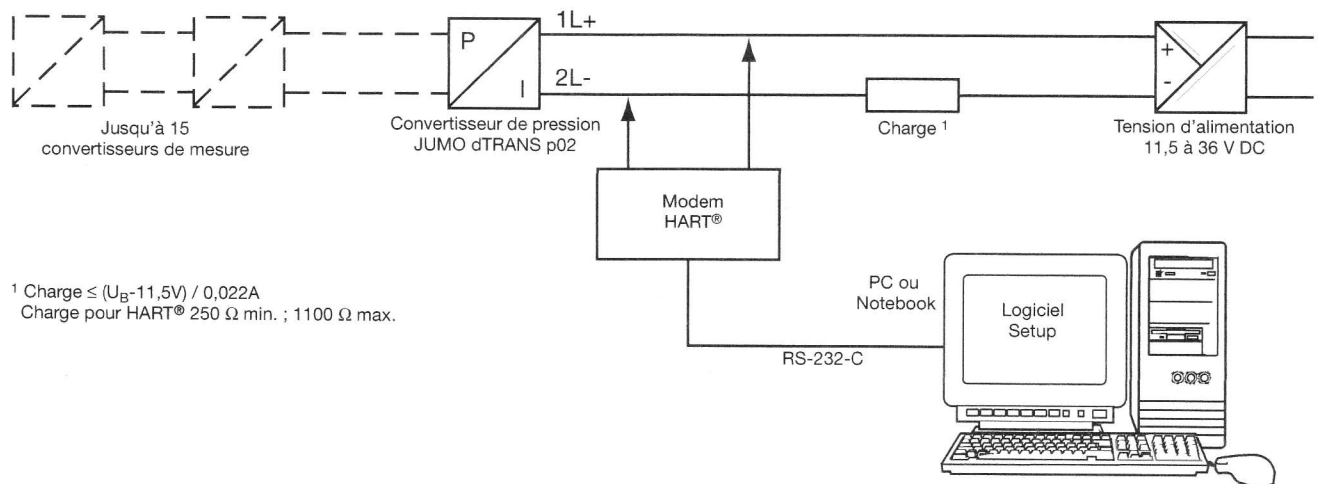 1L+
P
I
2L-
+
-
Jusqu'à 15
convertisseurs de mesure
Convertisseur de pression
JUMO dTRANS p02
Charge ¹
Tension d'alimentation
11,5 à 36 V DC
Modem
HART®
¹ Charge ≤ (U_B-11,5V) / 0,022A
Charge pour HART® 250 Ω min. ; 1100 Ω max.
PC ou
Notebook
Logiciel
Setup
RS-232-C